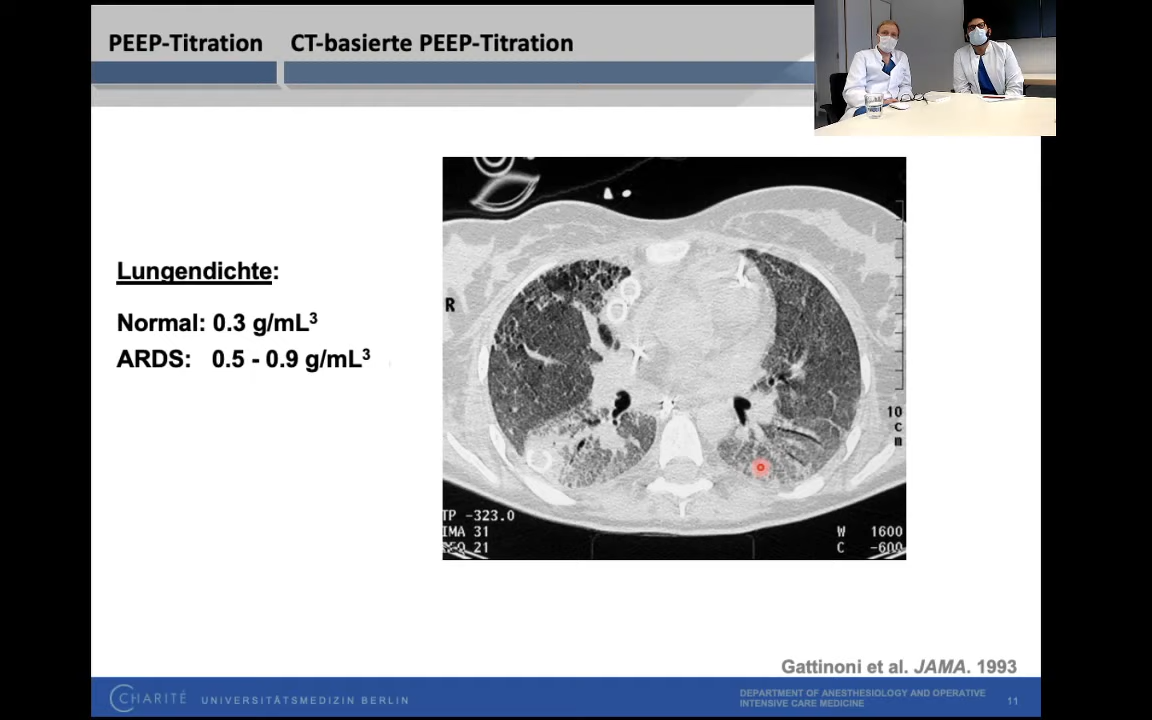 PEEP-Titration CT-basierte PEEP-Titration
Lungendichte:
Normal: 0.3 g/mL³
ARDS: 0.5 - 0.9 g/mL³
R
10
c
m
TP -323.0
IMA 31
21
W 1600
C -600
Gattinoni et al. JAMA. 1993
CHARITÉ UNIVERSITÄTSMEDIZIN BERLIN
DEPARTMENT OF ANESTHESIOLOGY AND OPERATIVE
INTENSIVE CARE MEDICINE
11